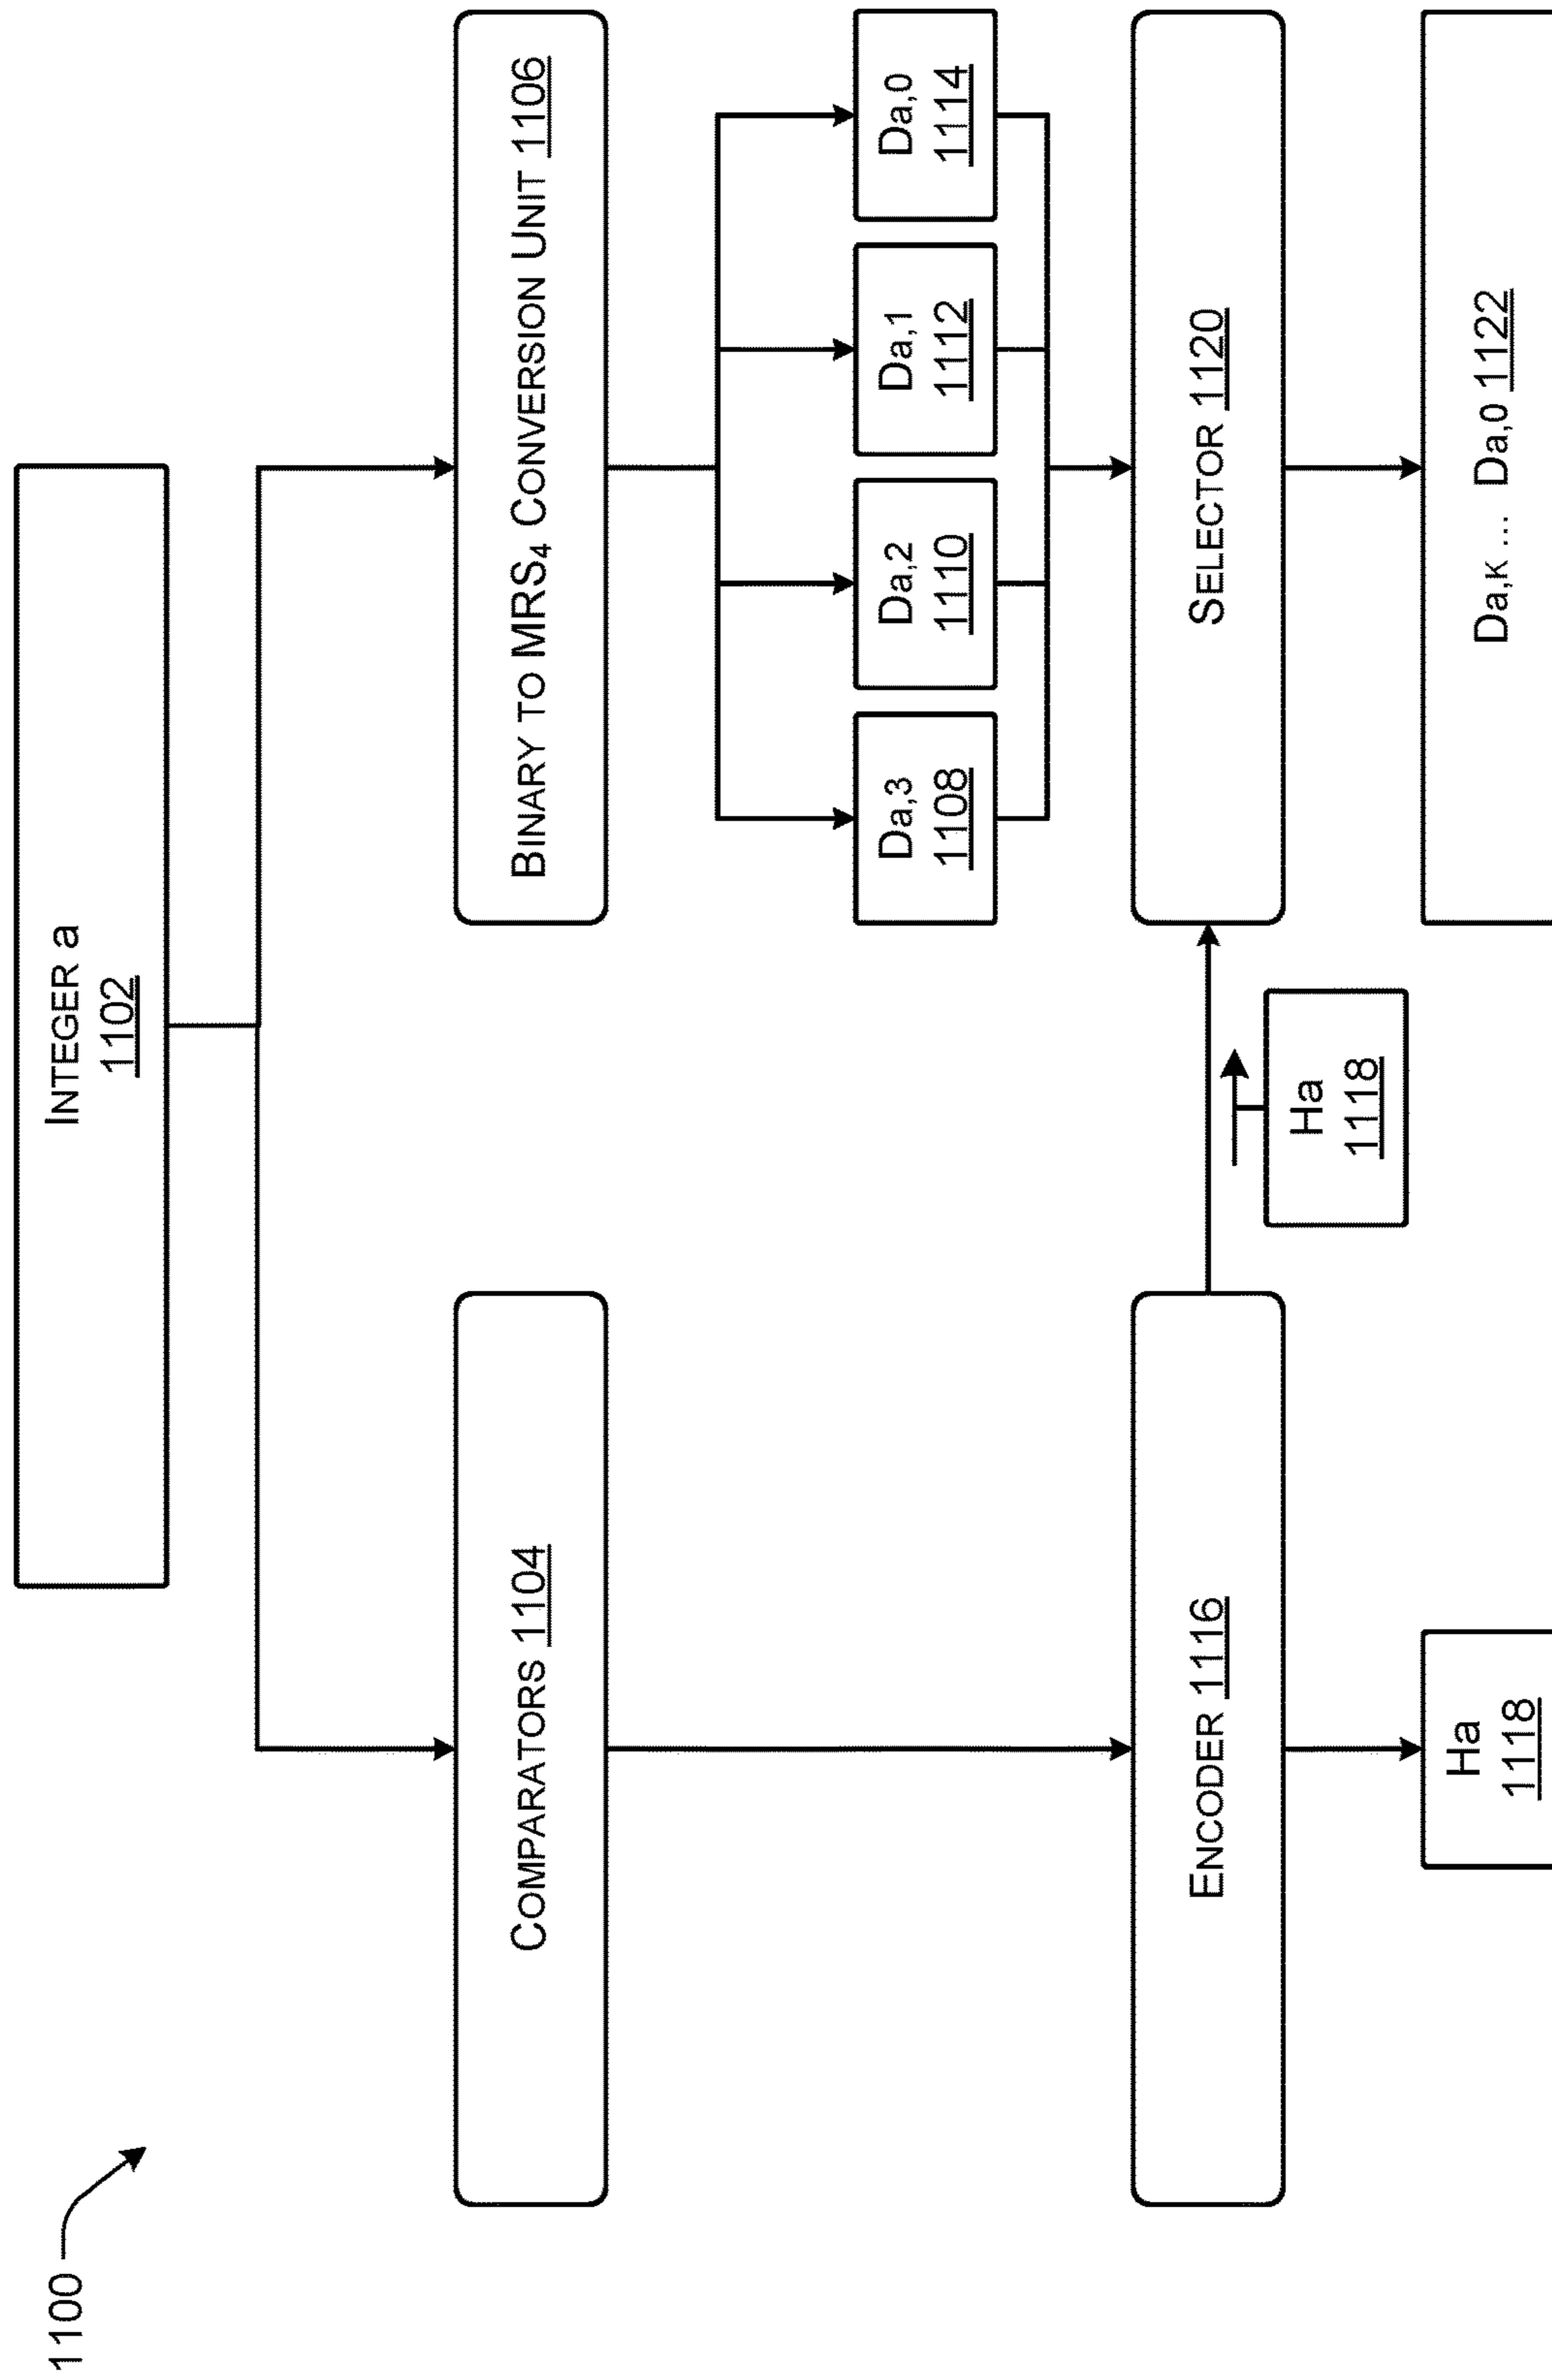 1100
INTEGER a
1102
COMPARATORS 1104
BINARY TO MRS₄ CONVERSION UNIT 1106
Da,3
1108
Da,2
1110
Da,1
1112
Da,0
1114
ENCODER 1116
Ha
1118
SELECTOR 1120
Ha
1118
Da,K ... Da,0 1122